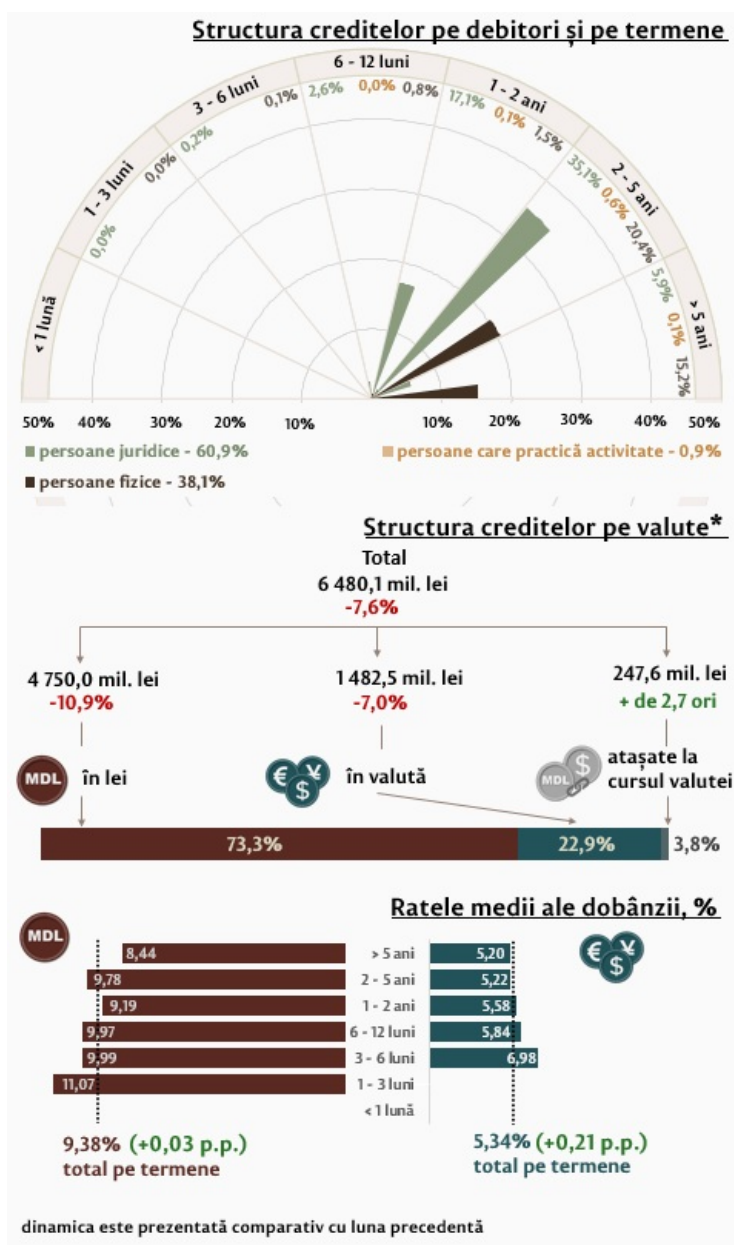 Structura creditelor pe debitori și pe termene
< 1 lună
1 - 3 luni
3 - 6 luni
6 - 12 luni
1 - 2 ani
2 - 5 ani
> 5 ani
0,0%
0,0% 0,2%
0,1% 2,6% 0,0% 0,8%
17,1% 0,1% 1,5%
35,1% 0,6% 20,4%
5,9% 0,1% 15,2%
50% 40% 30% 20% 10% 10% 20% 30% 40% 50%
persoane juridice - 60,9%
persoane care practică activitate - 0,9%
persoane fizice - 38,1%
Structura creditelor pe valute*
Total
6 480,1 mil. lei
-7,6%
4 750,0 mil. lei
-10,9%
1 482,5 mil. lei
-7,0%
247,6 mil. lei
+ de 2,7 ori
MDL în lei
€ ¥ $ în valută
MDL $ atașate la
cursul valutei
73,3% 22,9% 3,8%
Ratele medii ale dobânzii, %
MDL
€ ¥ $
8,44 > 5 ani 5,20
9,78 2 - 5 ani 5,22
9,19 1 - 2 ani 5,58
9,97 6 - 12 luni 5,84
9,99 3 - 6 luni 6,98
11,07 1 - 3 luni
< 1 lună
9,38% (+0,03 p.p.)
total pe termene
5,34% (+0,21 p.p.)
total pe termene
dinamica este prezentată comparativ cu luna precedentă